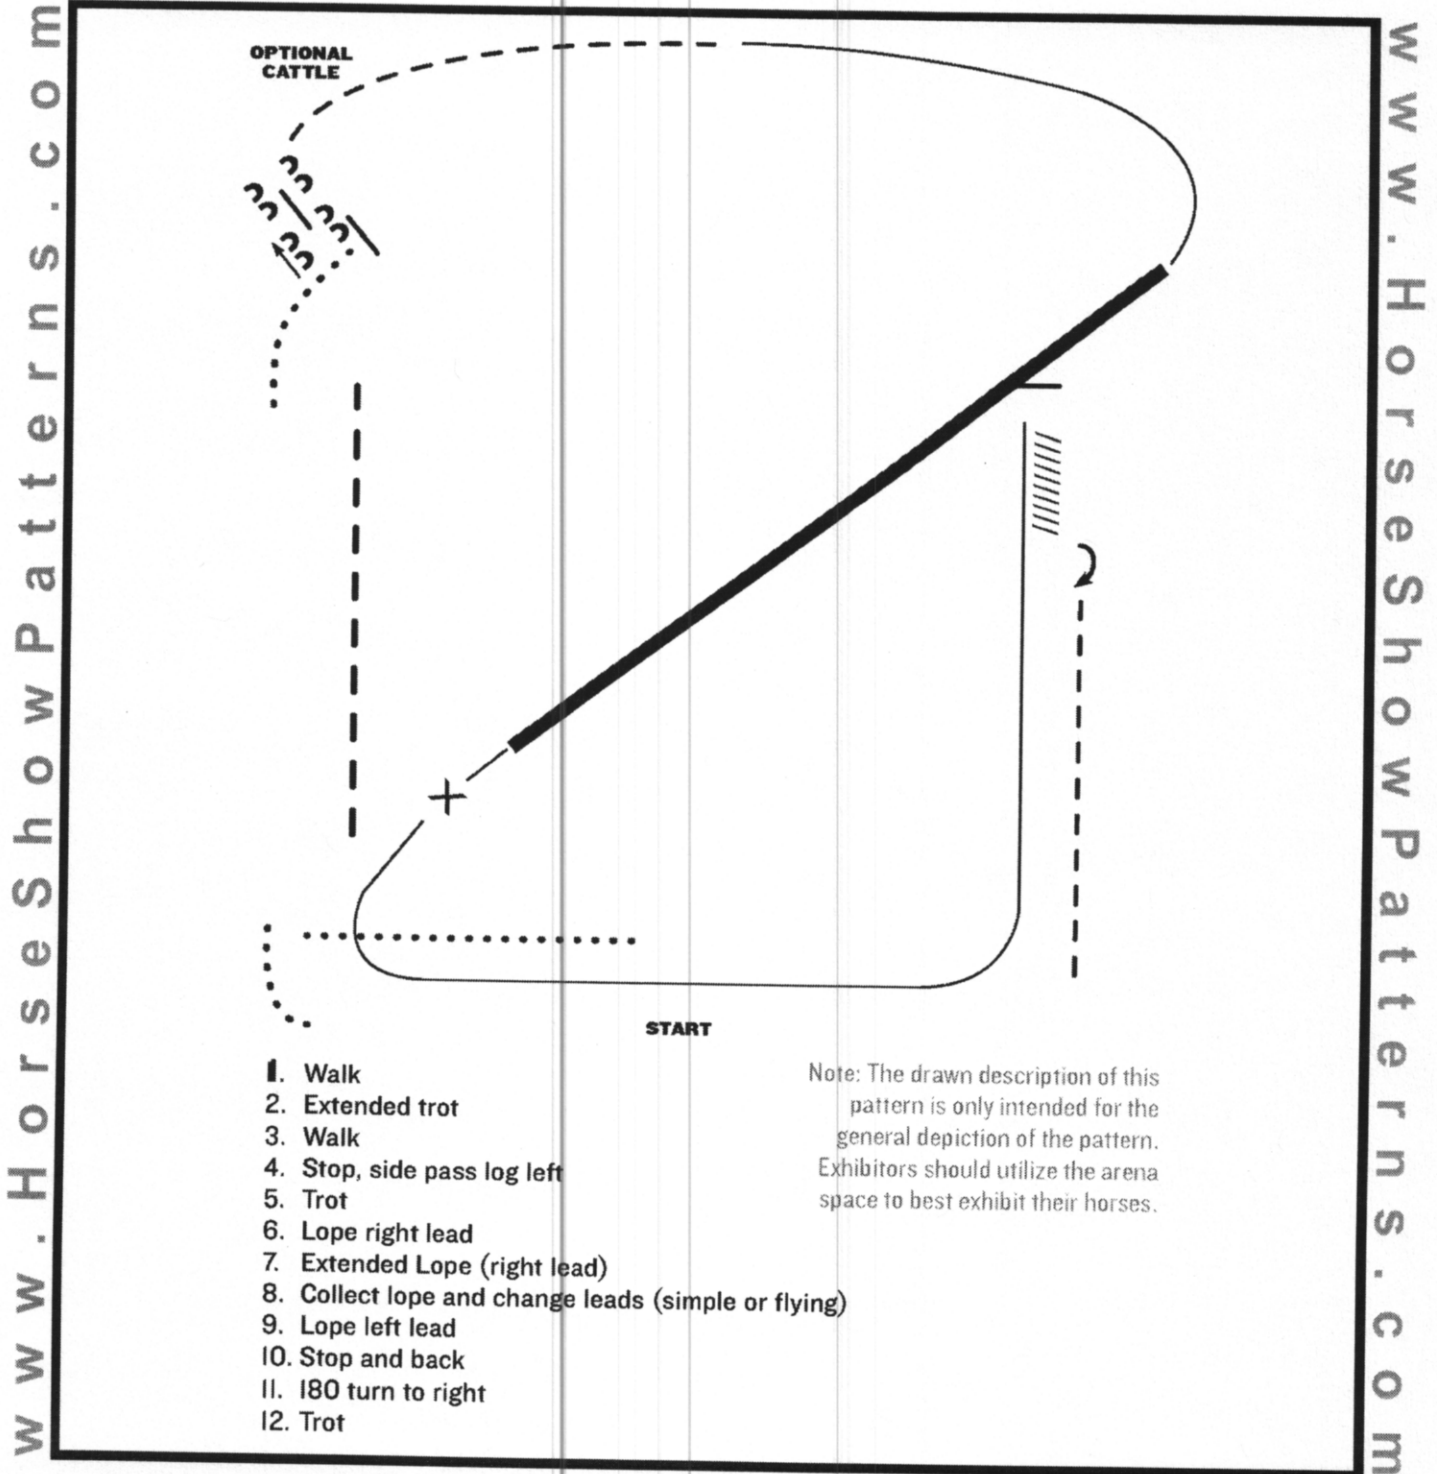 www.HorseShowPatterns.com
www.HorseShowPatterns.com
OPTIONAL
CATTLE
START
1. Walk
2. Extended trot
3. Walk
4. Stop, side pass log left
5. Trot
6. Lope right lead
7. Extended Lope (right lead)
8. Collect lope and change leads (simple or flying)
9. Lope left lead
10. Stop and back
11. 180 turn to right
12. Trot
Note: The drawn description of this
pattern is only intended for the
general depiction of the pattern.
Exhibitors should utilize the arena
space to best exhibit their horses.